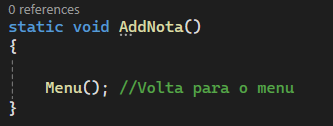 0 references
static void AddNota()
{
Menu(); //Volta para o menu
}